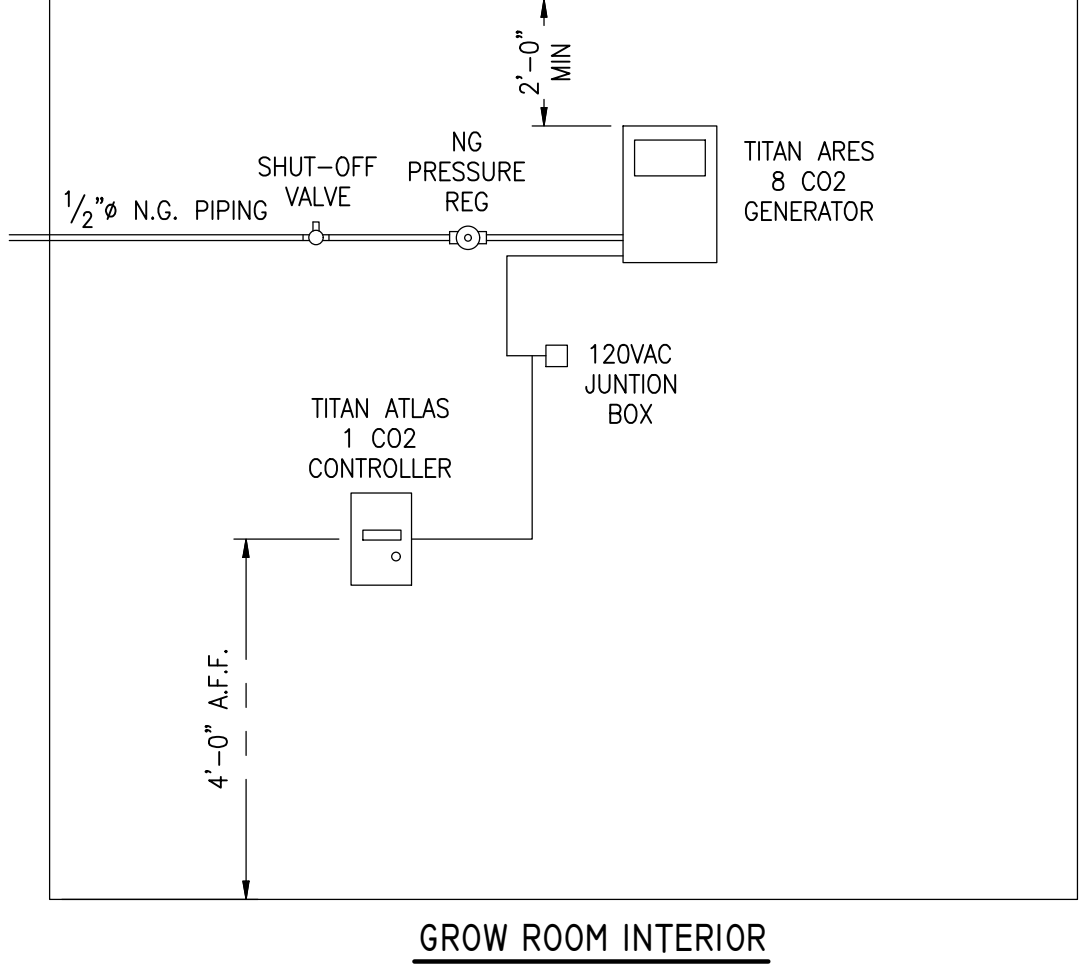 2'-0"
MIN
NG
PRESSURE
REG
SHUT-OFF
VALVE
1/2"ø N.G. PIPING
TITAN ARES
8 CO2
GENERATOR
120VAC
JUNTION
BOX
TITAN ATLAS
1 CO2
CONTROLLER
4'-0" A.F.F.
GROW ROOM INTERIOR